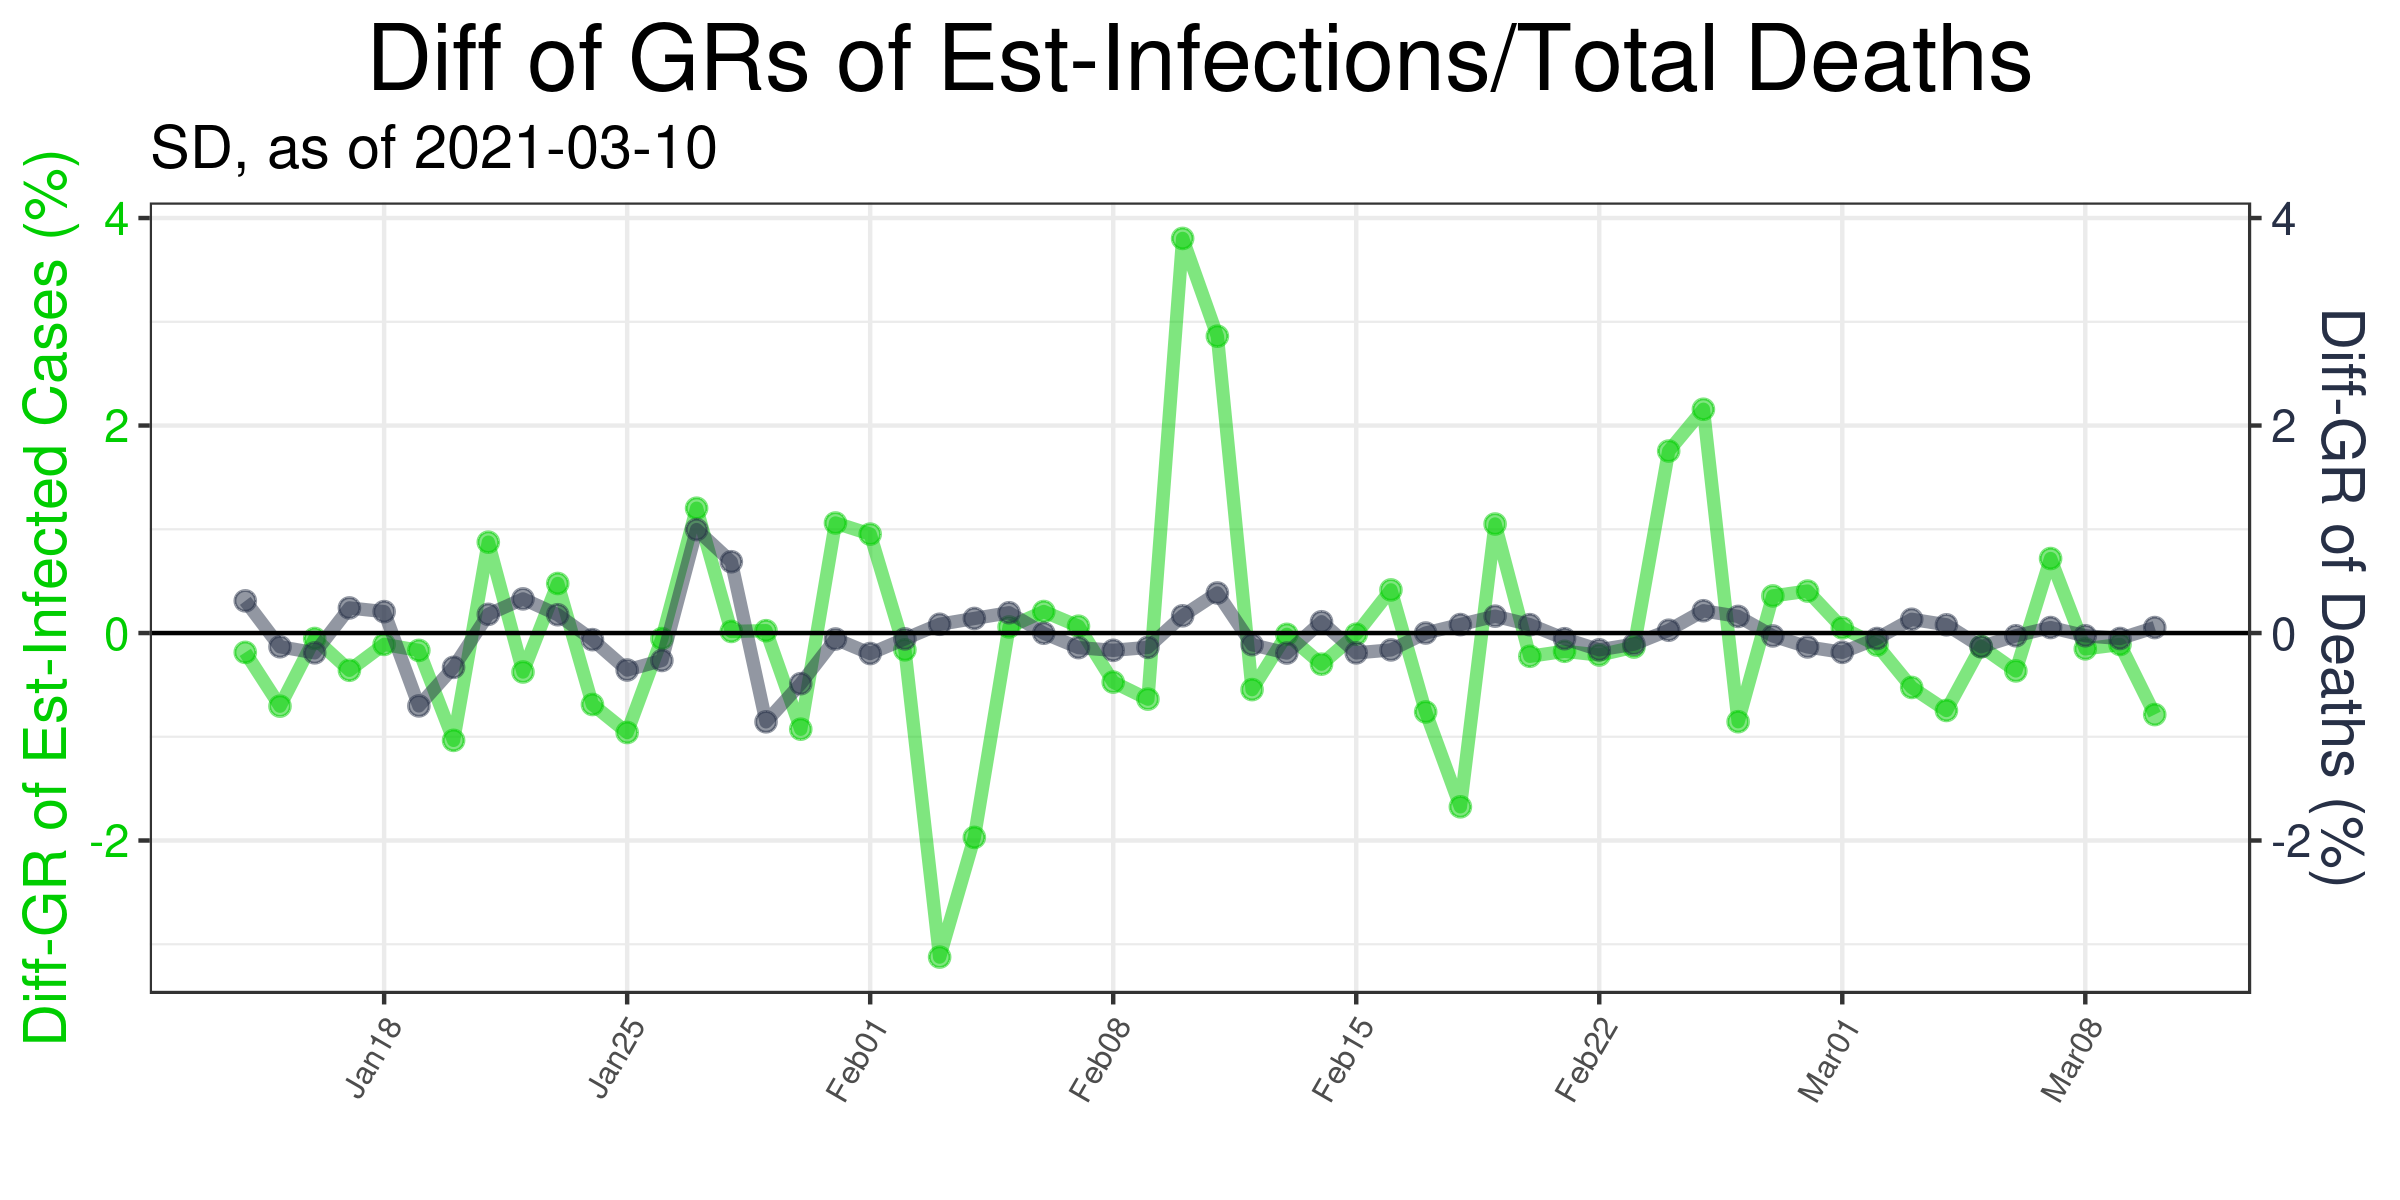 Diff of GRs of Est-Infections/Total Deaths
SD, as of 2021-03-10
Diff-GR of Est-Infected Cases (%)
4
2
0
-2
4
2
0
-2
Diff-GR of Deaths (%)
Jan18
Jan25
Feb01
Feb08
Feb15
Feb22
Mar01
Mar08